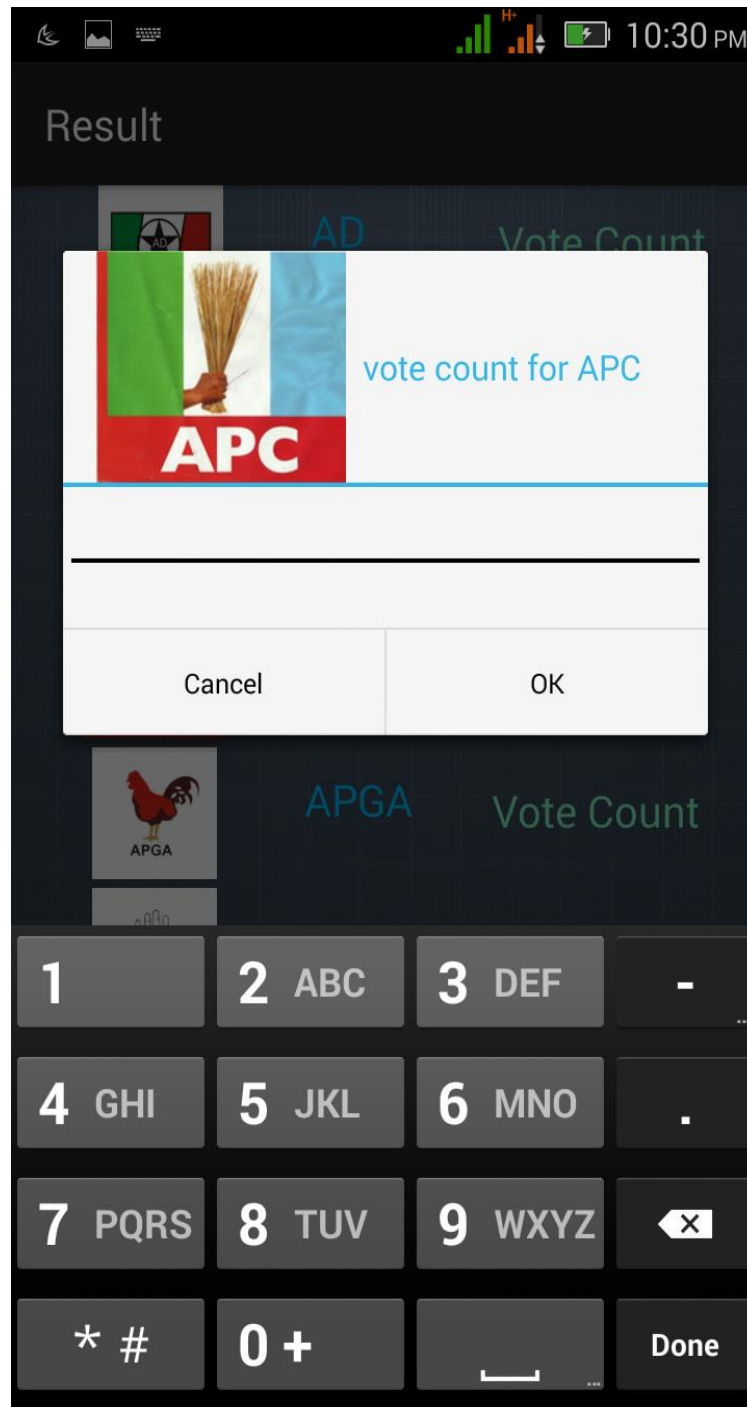 H+
10:30 PM
Result
AD
AD
Vote Count
APC
vote count for APC
Cancel
OK
APGA
APGA
Vote Count
1
2 ABC
3 DEF
-
4 GHI
5 JKL
6 MNO
.
7 PQRS
8 TUV
9 WXYZ
* #
0 +
Done